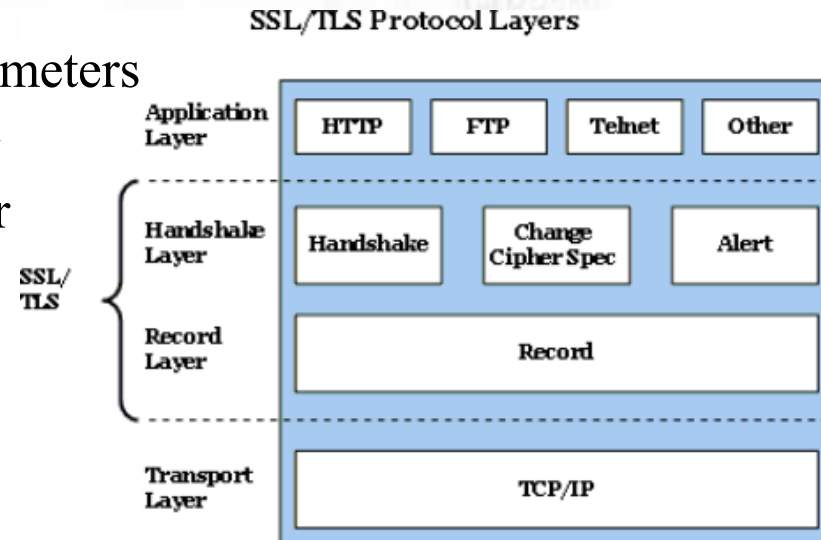 SSL/TLS Protocol Layers
meters
r
Application
Layer
HTTP
FTP
Telnet
Other
Handshake
Layer
Handshake
Change
Cipher Spec
Alert
SSL/
TLS
Record
Layer
Record
Transport
Layer
TCP/IP